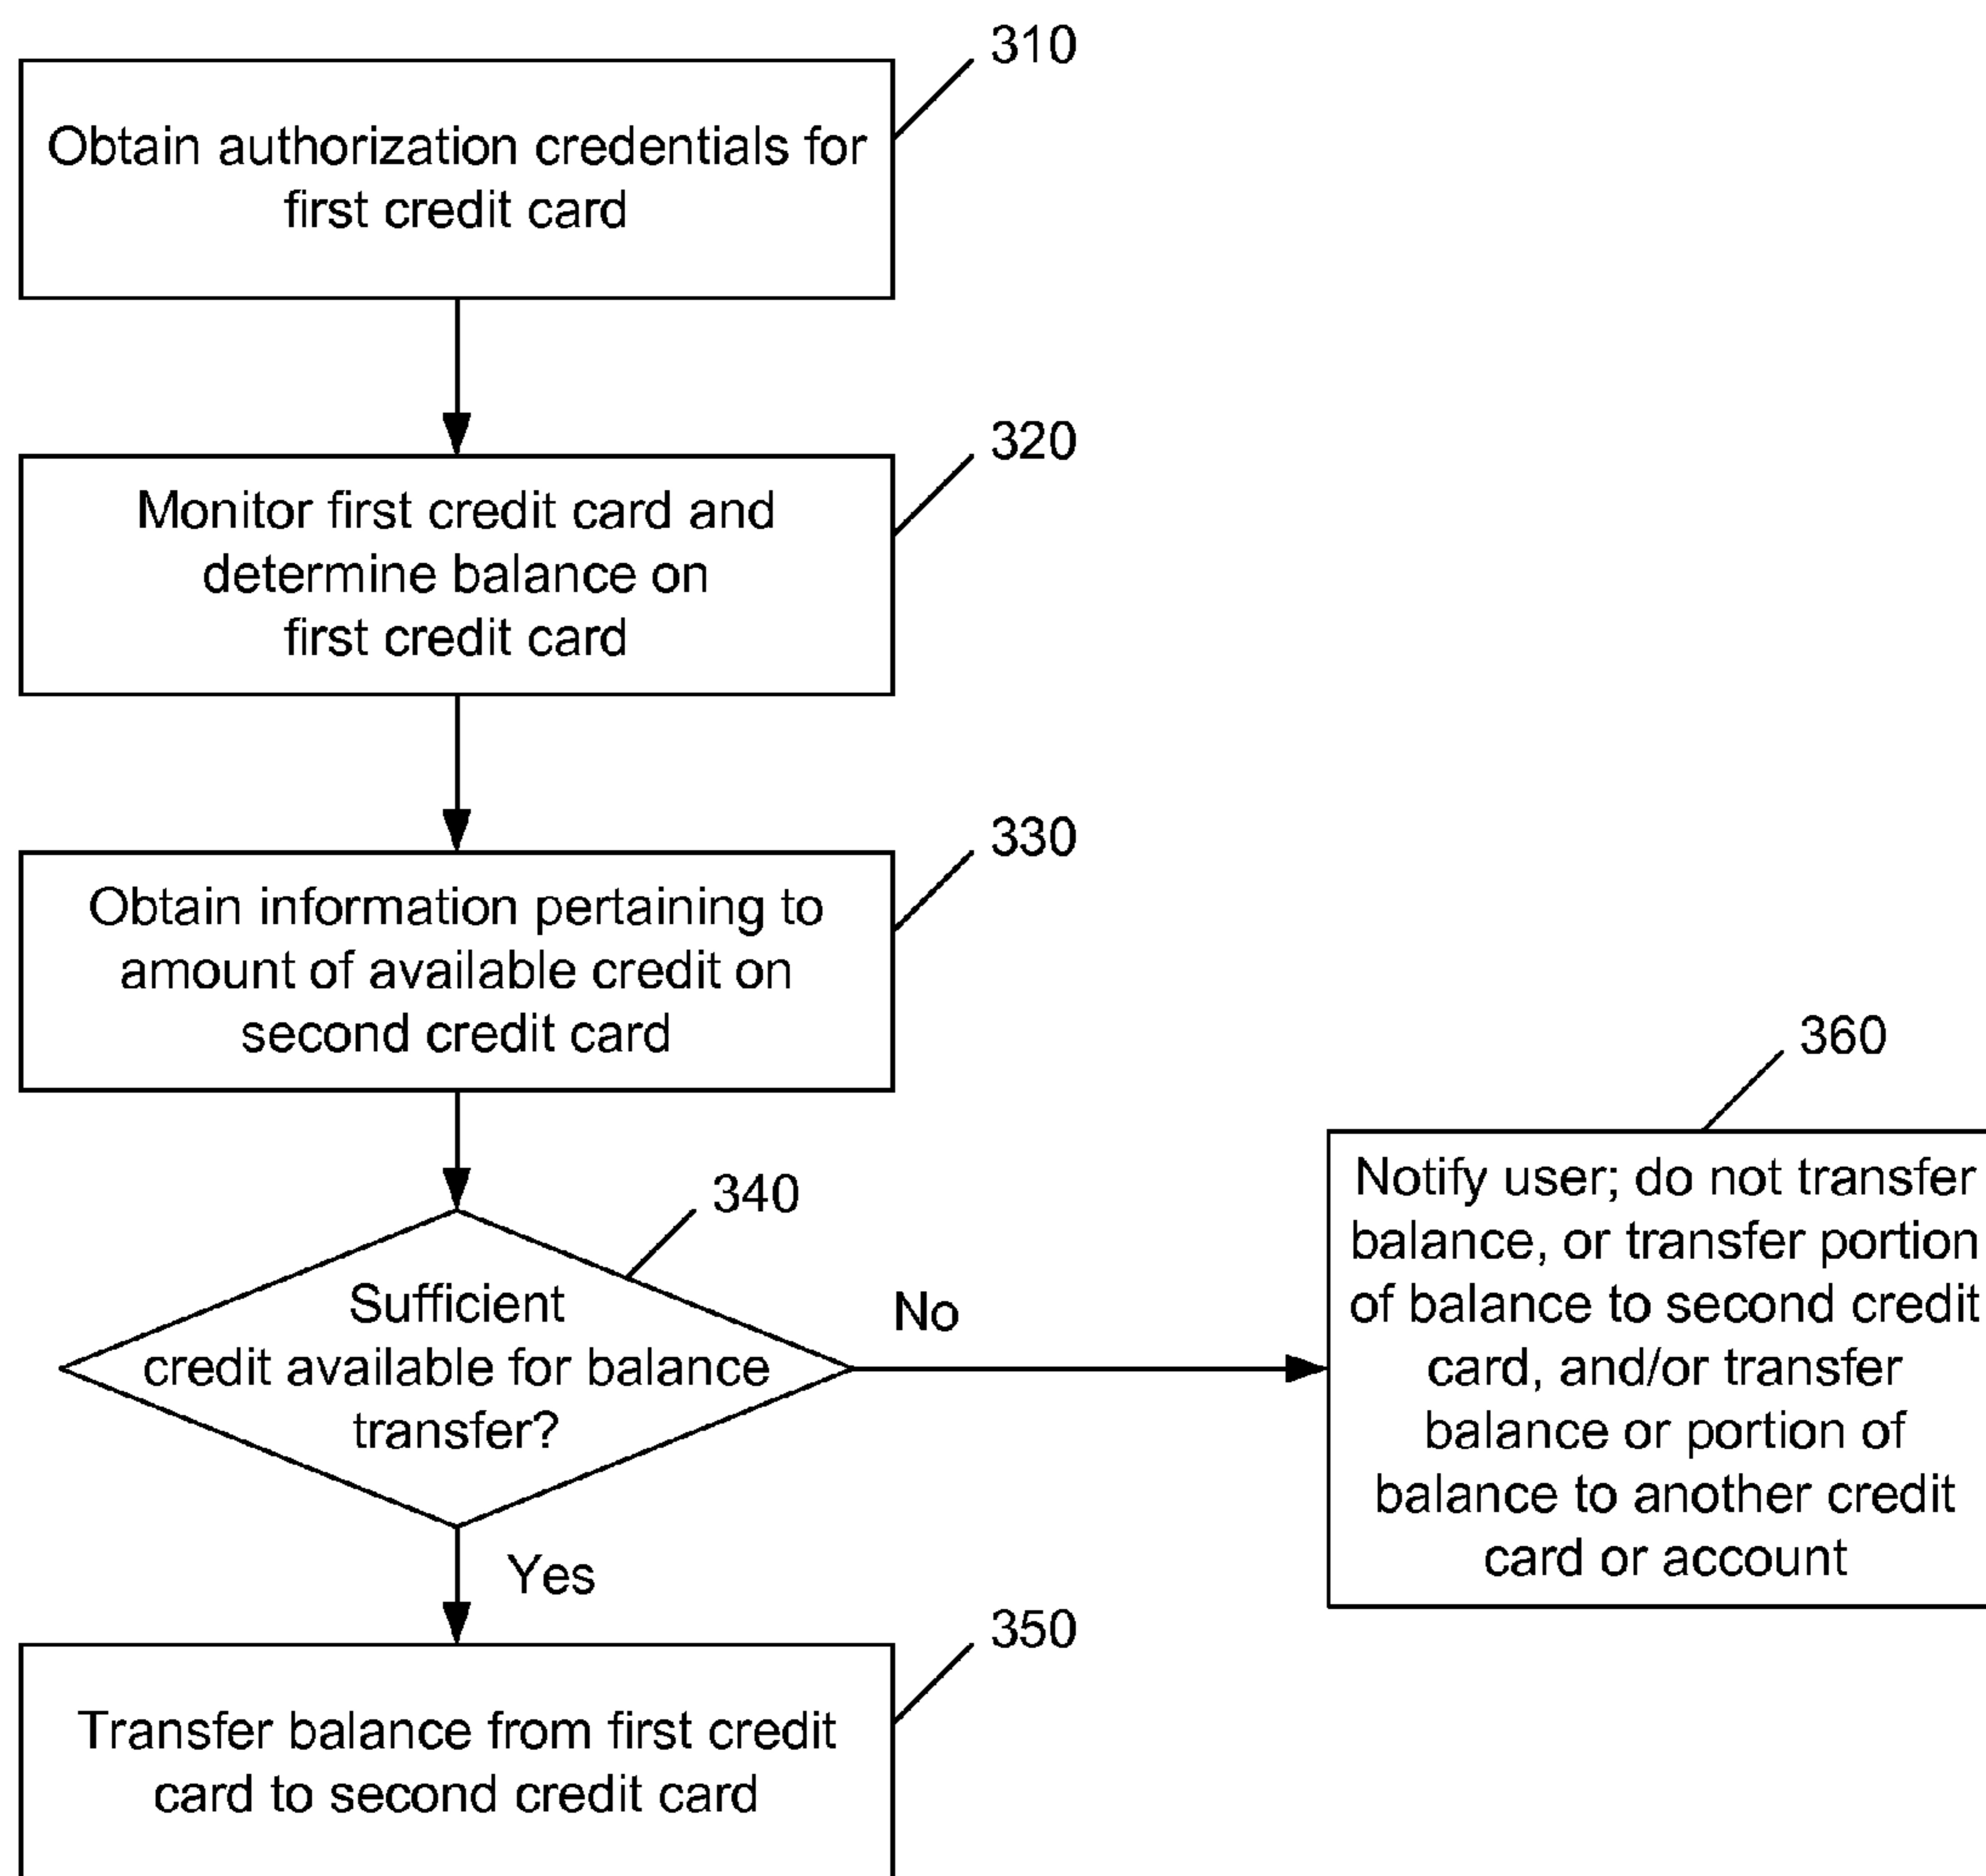 310
Obtain authorization credentials for
first credit card
320
Monitor first credit card and
determine balance on
first credit card
330
Obtain information pertaining to
amount of available credit on
second credit card
340
Sufficient
credit available for balance
transfer?
No
360
Notify user; do not transfer
balance, or transfer portion
of balance to second credit
card, and/or transfer
balance or portion of
balance to another credit
card or account
Yes
350
Transfer balance from first credit
card to second credit card